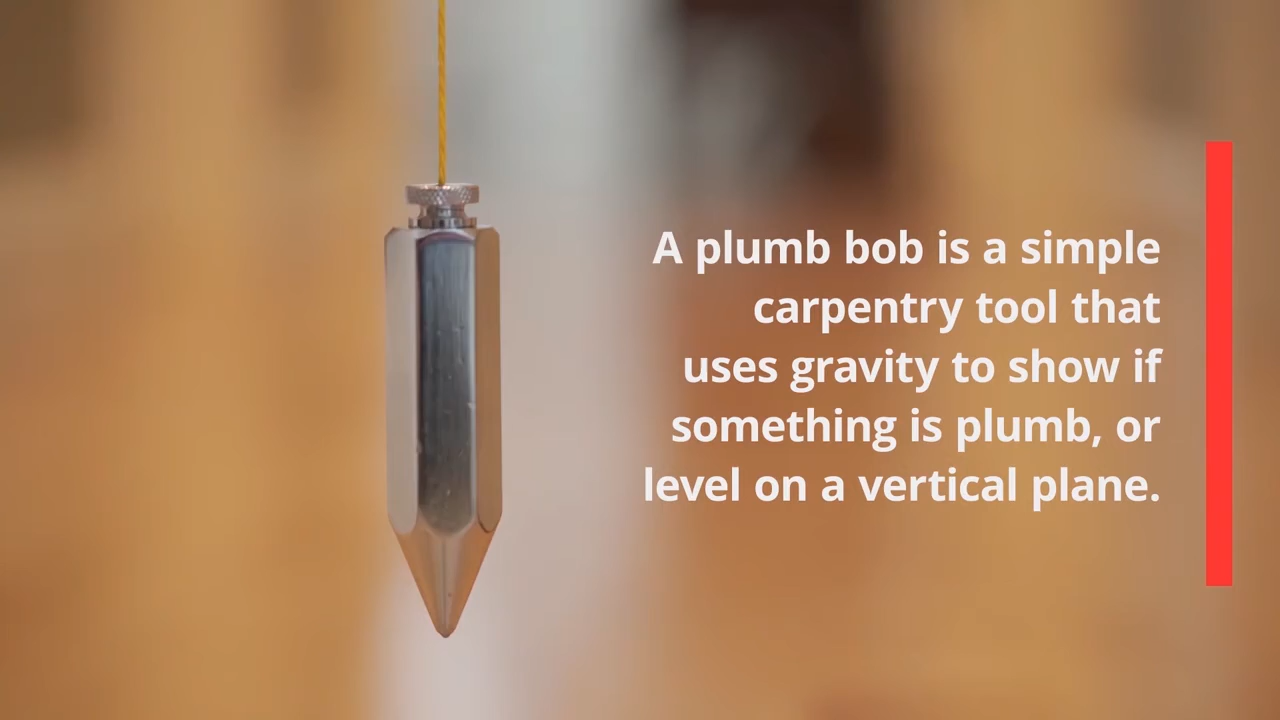 A plumb bob is a simple
carpentry tool that
uses gravity to show if
something is plumb, or
level on a vertical plane.